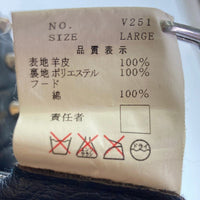 NO. V251
SIZE LARGE
品質表示
表地 羊皮 100%
裏地 ポリエステル 100%
フード
綿 100%
責任者
ドライ